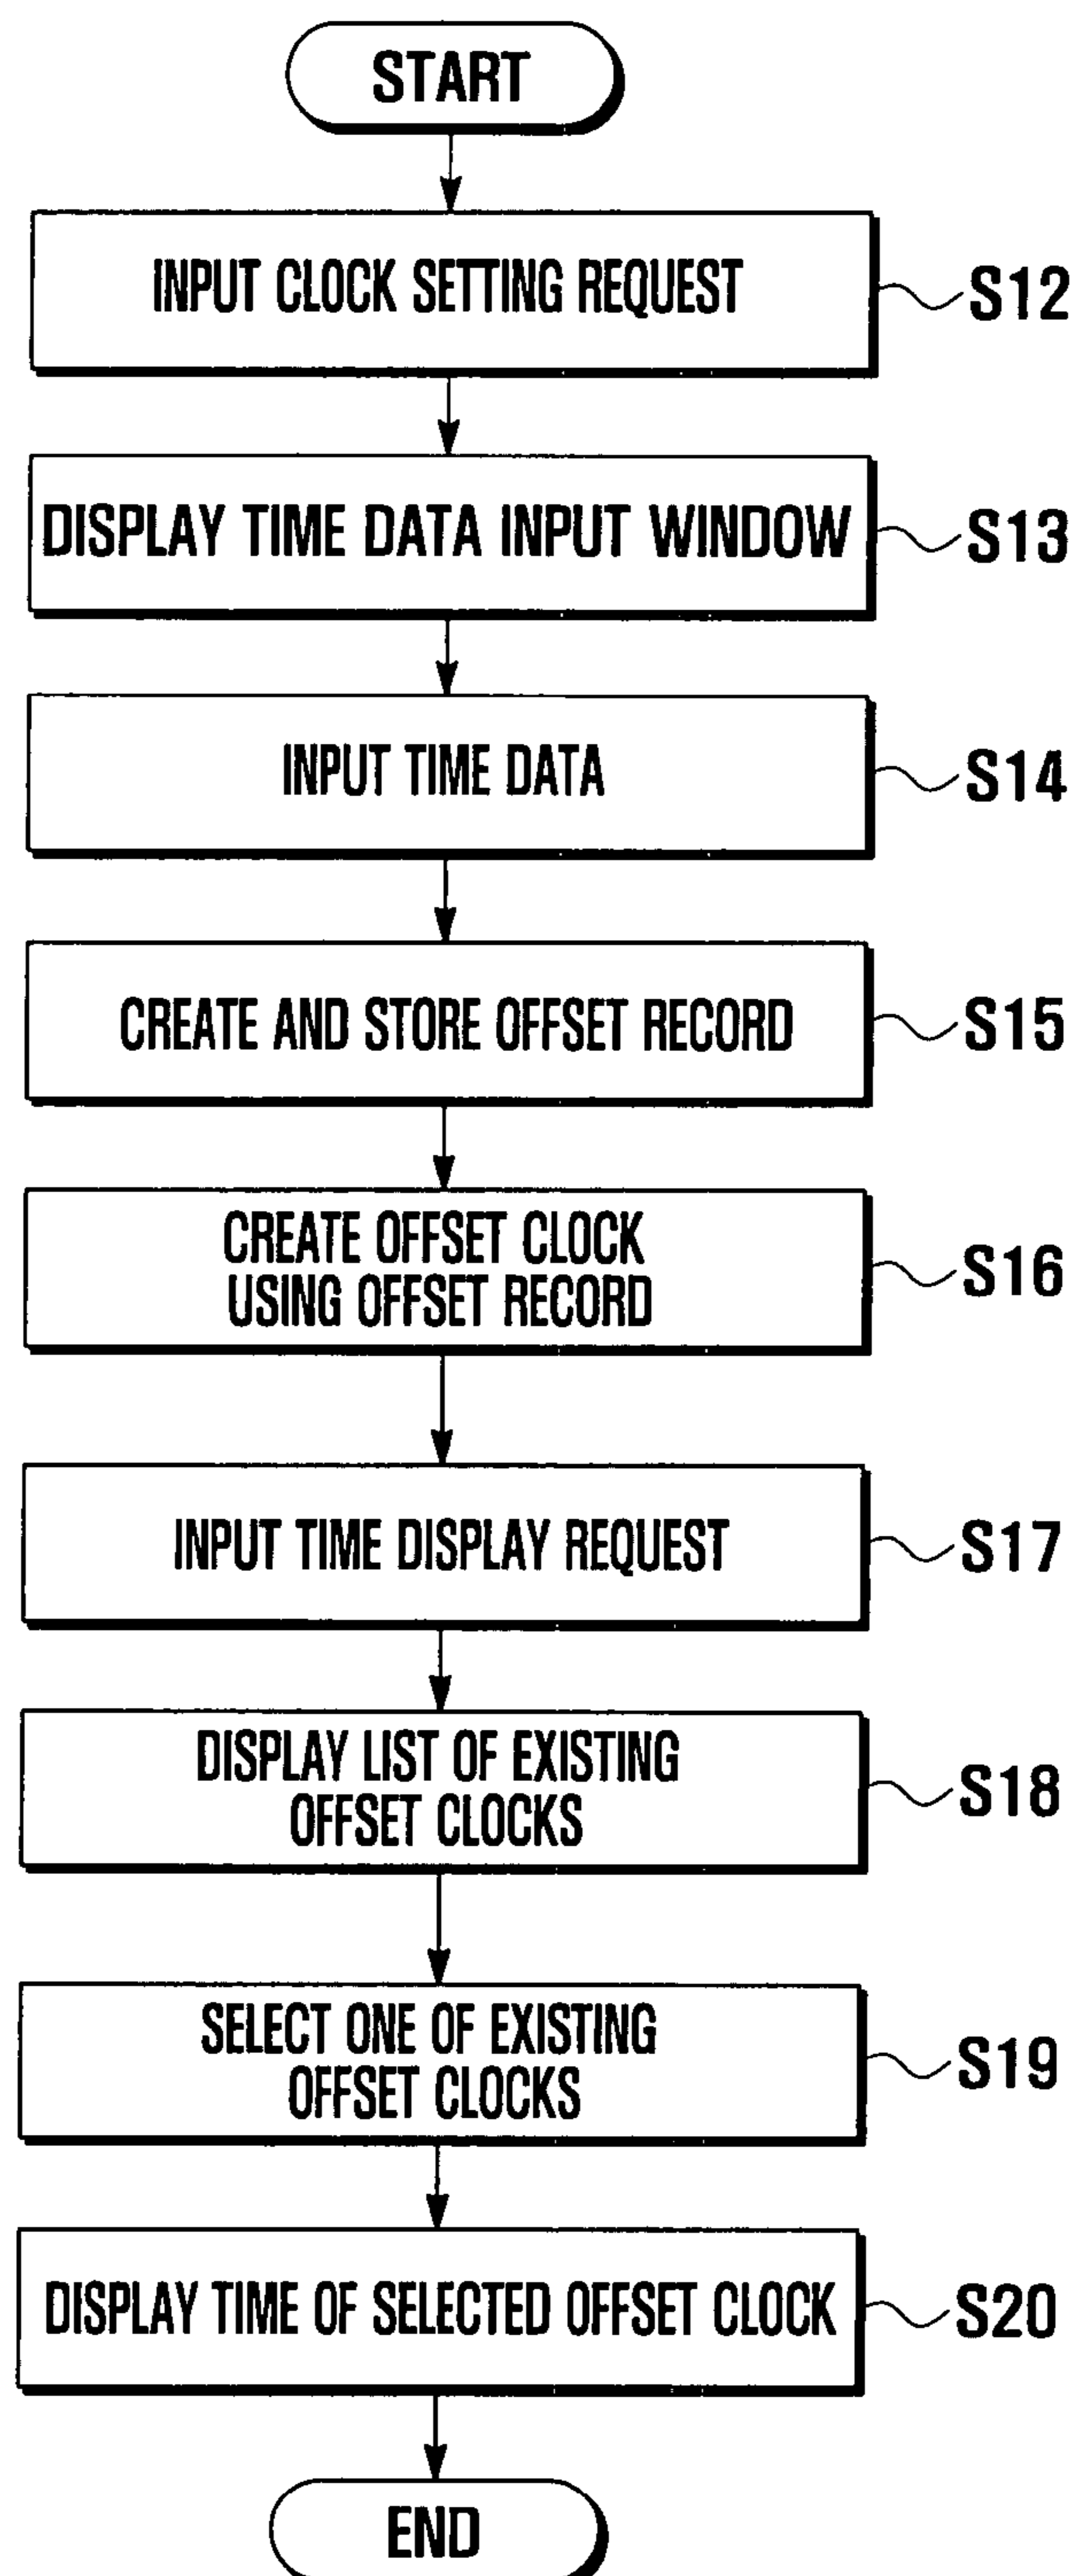 START
INPUT CLOCK SETTING REQUEST
S12
DISPLAY TIME DATA INPUT WINDOW
S13
INPUT TIME DATA
S14
CREATE AND STORE OFFSET RECORD
S15
CREATE OFFSET CLOCK
USING OFFSET RECORD
S16
INPUT TIME DISPLAY REQUEST
S17
DISPLAY LIST OF EXISTING
OFFSET CLOCKS
S18
SELECT ONE OF EXISTING
OFFSET CLOCKS
S19
DISPLAY TIME OF SELECTED OFFSET CLOCK
S20
END